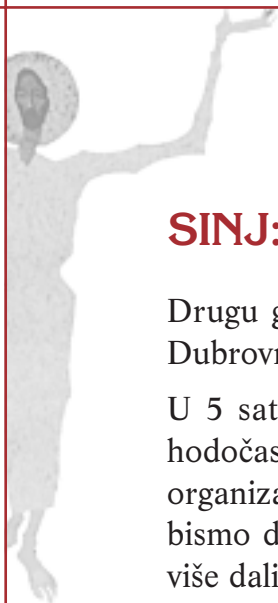 SINJ:
Drugu g
Dubrovn
U 5 sat
hodočas
organiza
bismo d
više dali